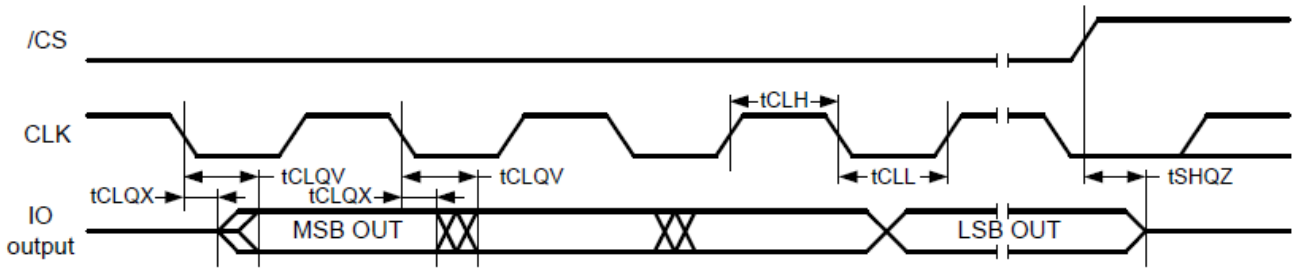 /CS
tCLH
CLK
tCLQV
tCLQV
tCLL
tSHQZ
tCLQX
tCLQX
IO
output
MSB OUT
LSB OUT